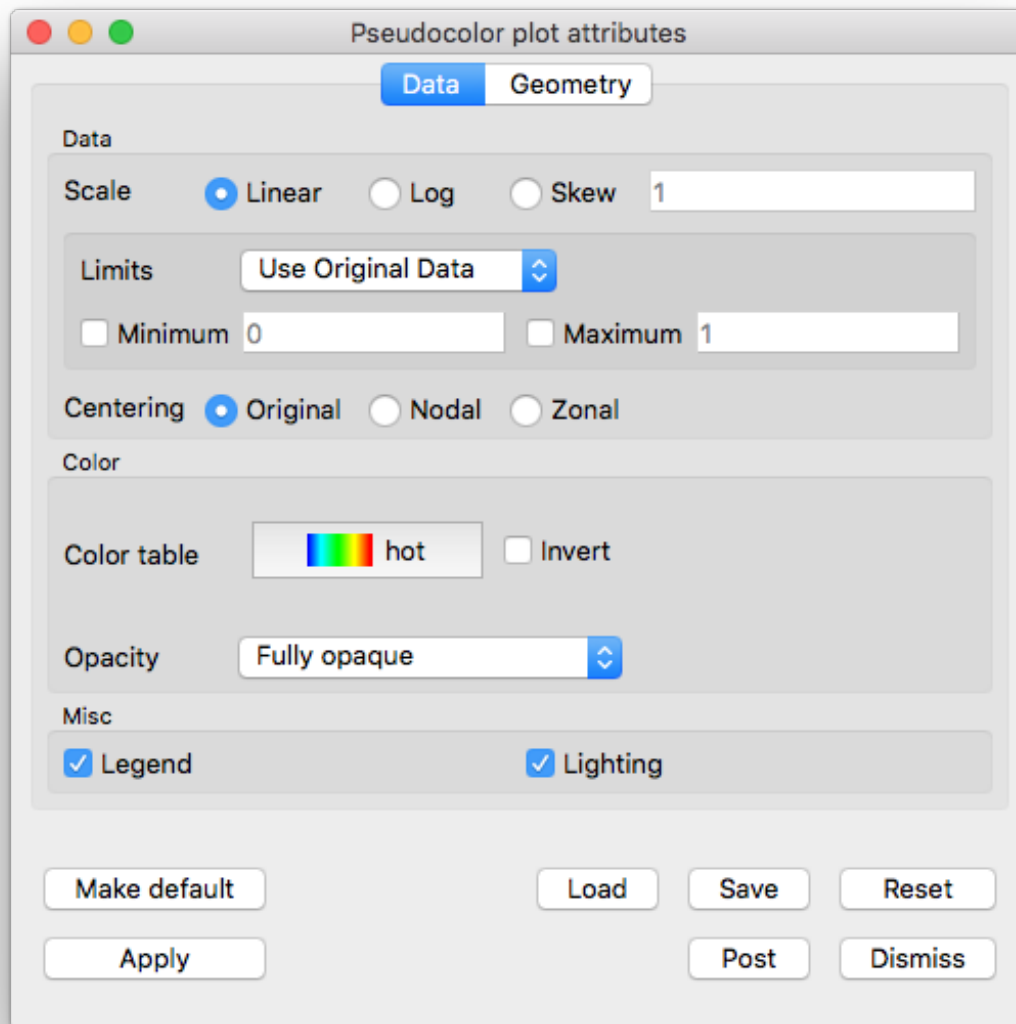 Pseudocolor plot attributes
Data Geometry
Data
Scale Linear Log Skew 1
Limits Use Original Data
Minimum 0 Maximum 1
Centering Original Nodal Zonal
Color
Color table hot Invert
Opacity Fully opaque
Misc
Legend Lighting
Make default Load Save Reset
Apply Post Dismiss